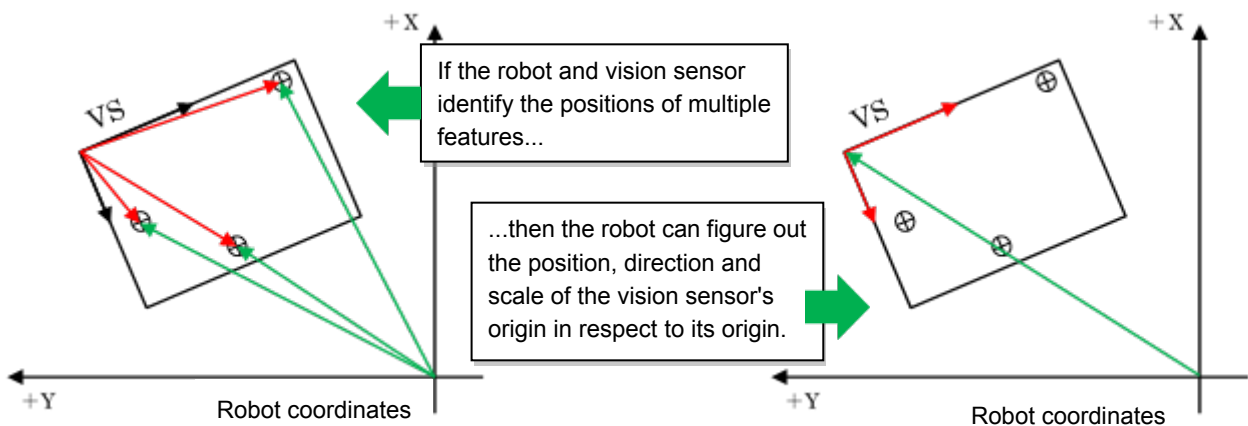 +X
VS
If the robot and vision sensor
identify the positions of multiple
features...
+Y
Robot coordinates
+X
VS
...then the robot can figure out
the position, direction and
scale of the vision sensor's
origin in respect to its origin.
+Y
Robot coordinates